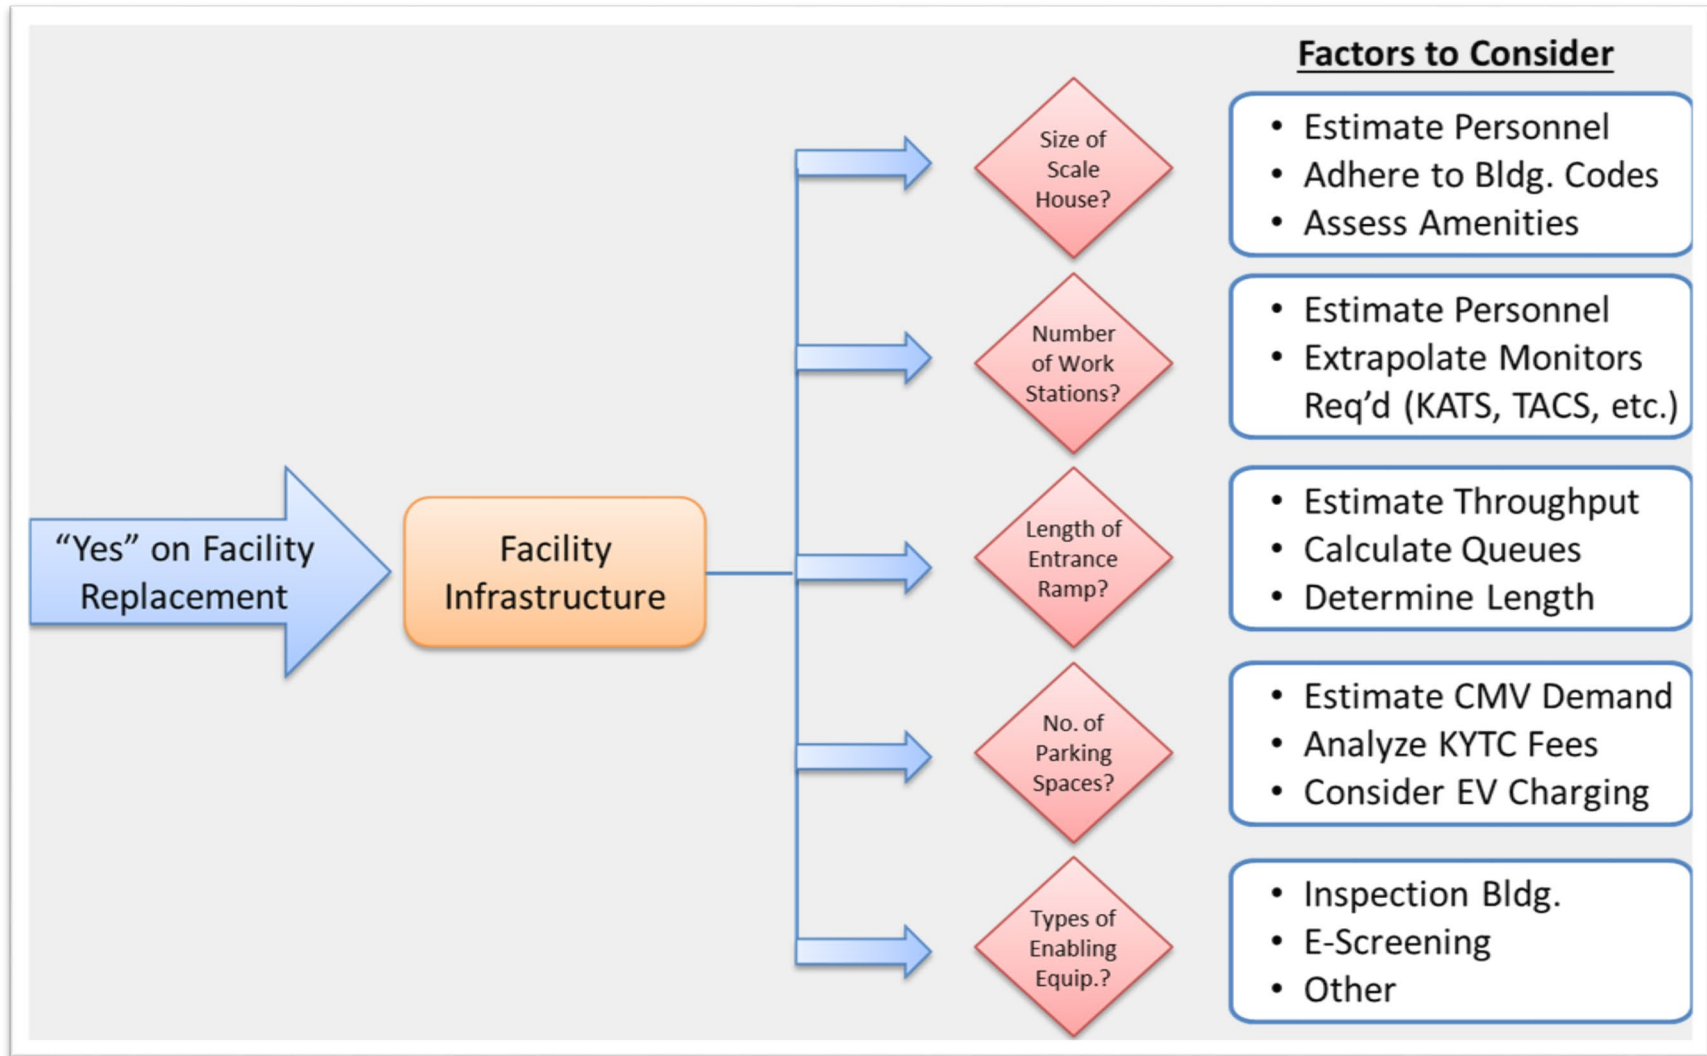 Factors to Consider
“Yes” on Facility
Replacement
Facility
Infrastructure
Size of
Scale
House?
• Estimate Personnel
• Adhere to Bldg. Codes
• Assess Amenities
Number
of Work
Stations?
• Estimate Personnel
• Extrapolate Monitors
Req’d (KATS, TACS, etc.)
Length of
Entrance
Ramp?
• Estimate Throughput
• Calculate Queues
• Determine Length
No. of
Parking
Spaces?
• Estimate CMV Demand
• Analyze KYTC Fees
• Consider EV Charging
Types of
Enabling
Equip.?
• Inspection Bldg.
• E-Screening
• Other